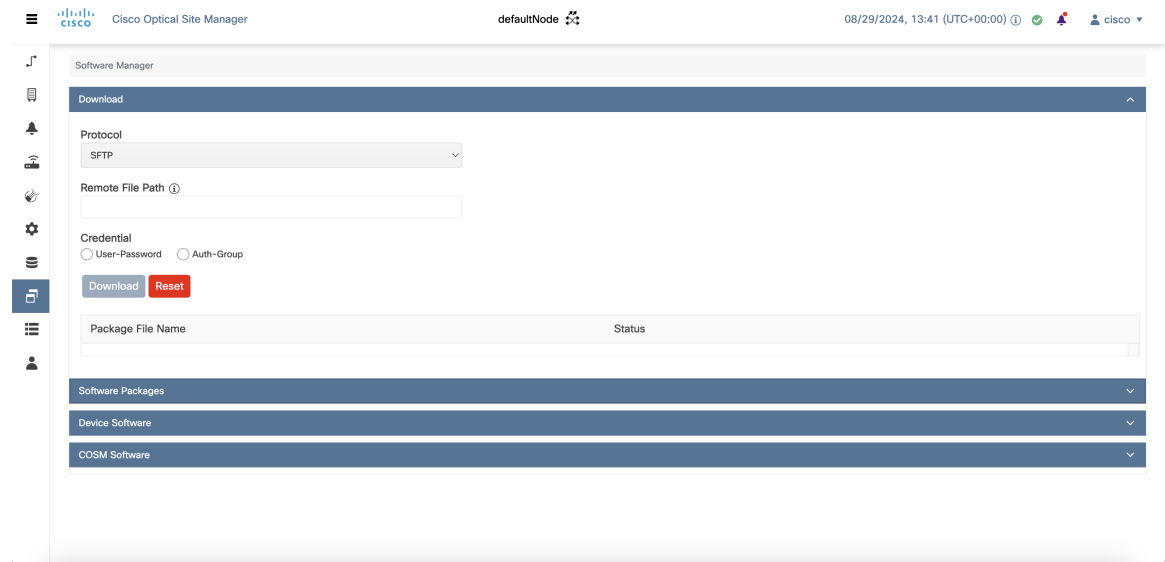 cisco Cisco Optical Site Manager defaultNode 08/29/2024, 13:41 (UTC+00:00) cisco
Software Manager
Download
Protocol
SFTP
Remote File Path
Credential
User-Password Auth-Group
Download Reset
Package File Name Status
Software Packages
Device Software
COSM Software